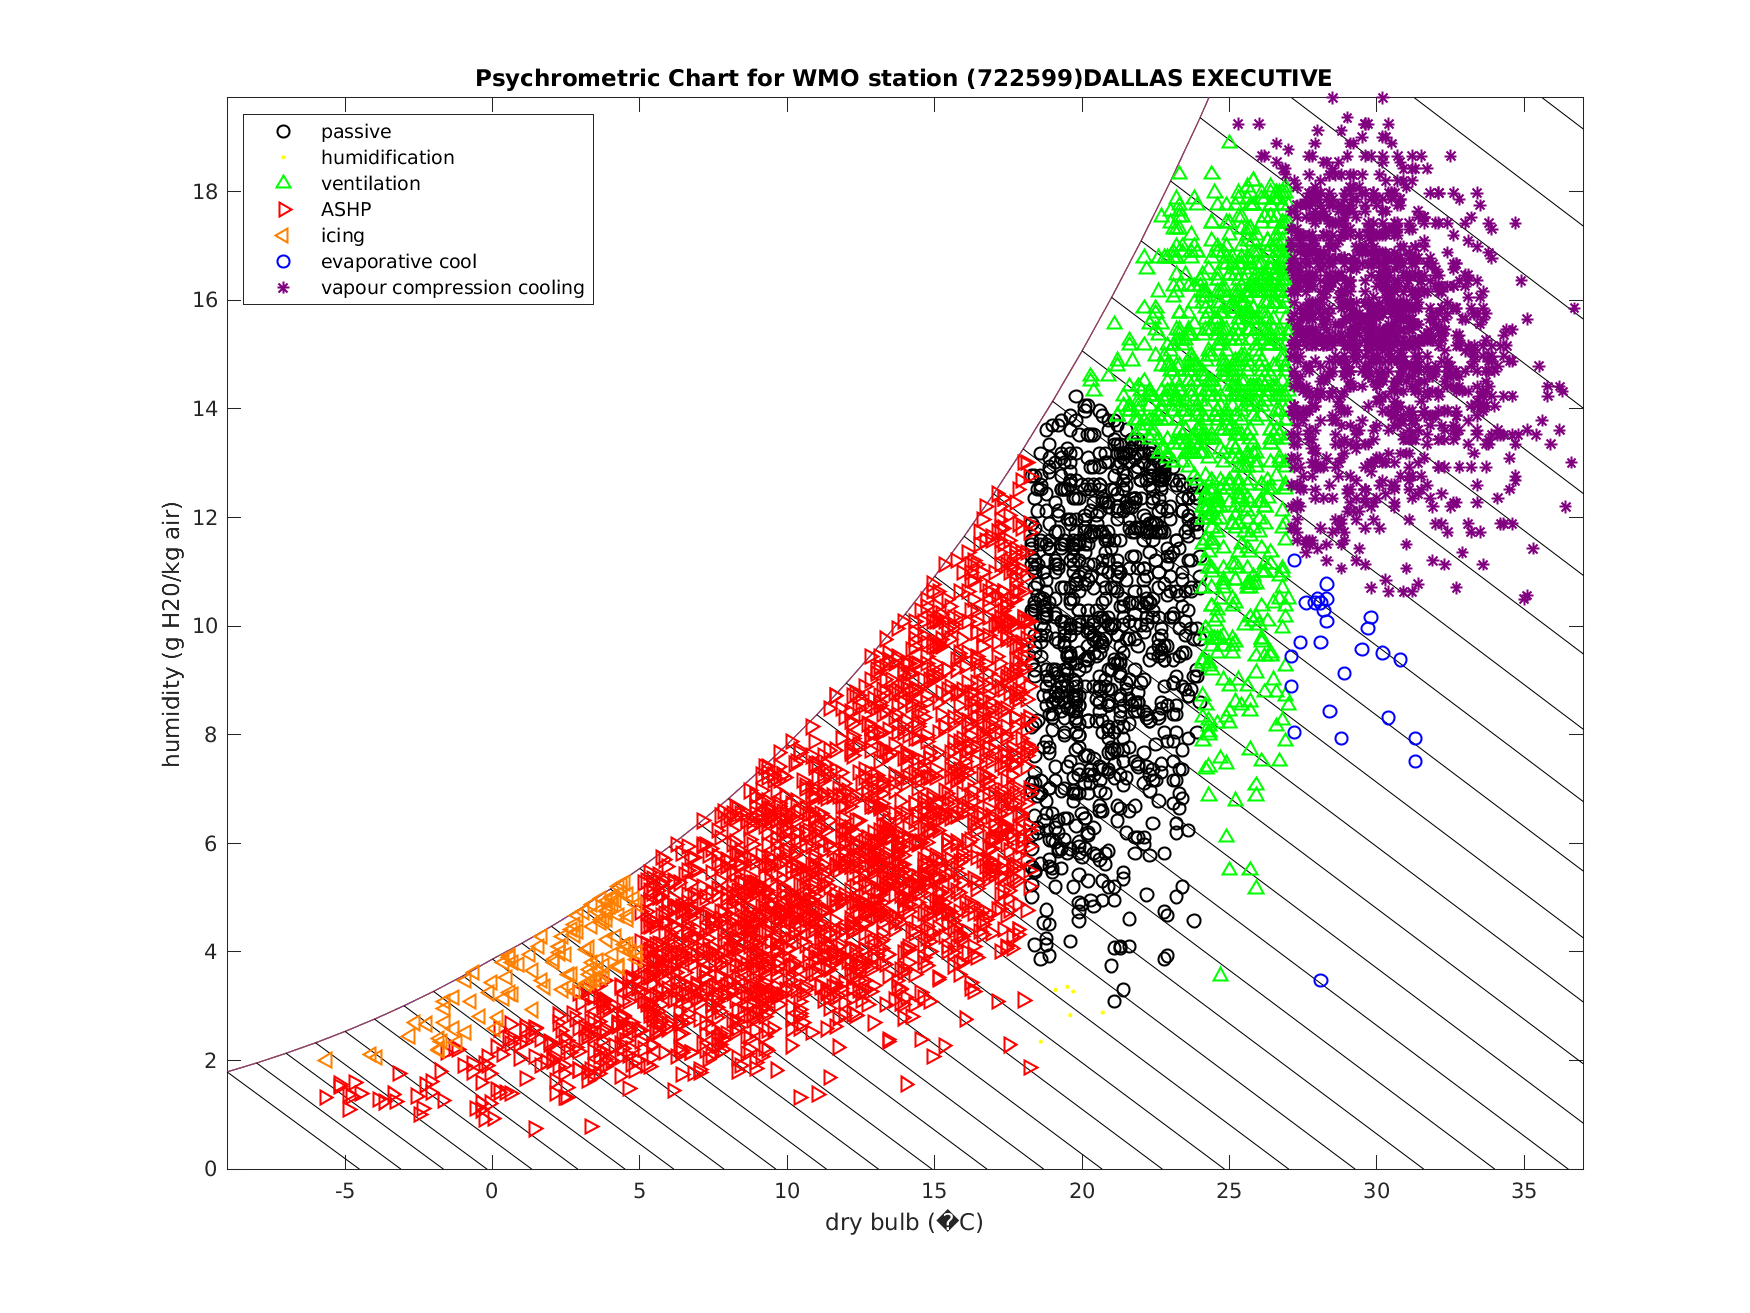 Psychrometric Chart for WMO station (722599)DALLAS EXECUTIVE
passive
humidification
ventilation
ASHP
icing
evaporative cool
vapour compression cooling
humidity (g H20/kg air)
18
16
14
12
10
8
6
4
2
0
-5
0
5
10
15
20
25
30
35
dry bulb (�C)